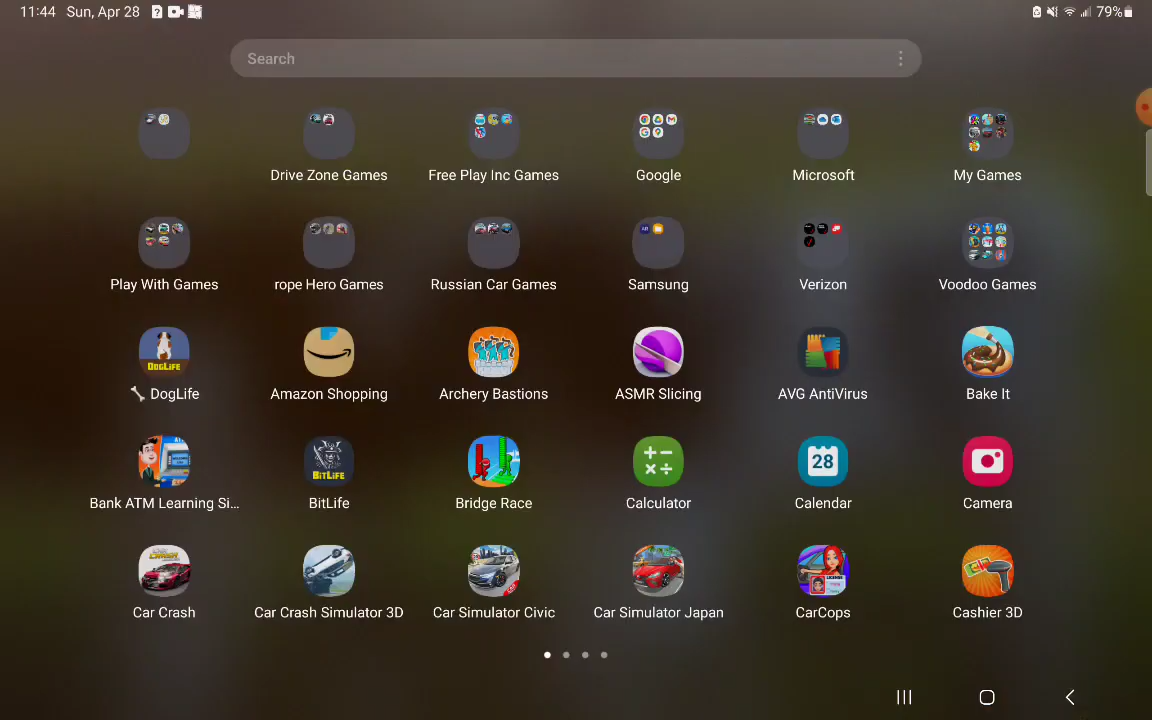 11:44 Sun, Apr 28 79%
Search
Drive Zone Games Free Play Inc Games Google Microsoft My Games
Play With Games rope Hero Games Russian Car Games Samsung Verizon Voodoo Games
DOGLIFE
DogLife Amazon Shopping Archery Bastions ASMR Slicing AVG AntiVirus Bake It
BITLIFE 28
Bank ATM Learning Si... BitLife Bridge Race Calculator Calendar Camera
LICENSE
Car Crash Car Crash Simulator 3D Car Simulator Civic Car Simulator Japan CarCops Cashier 3D